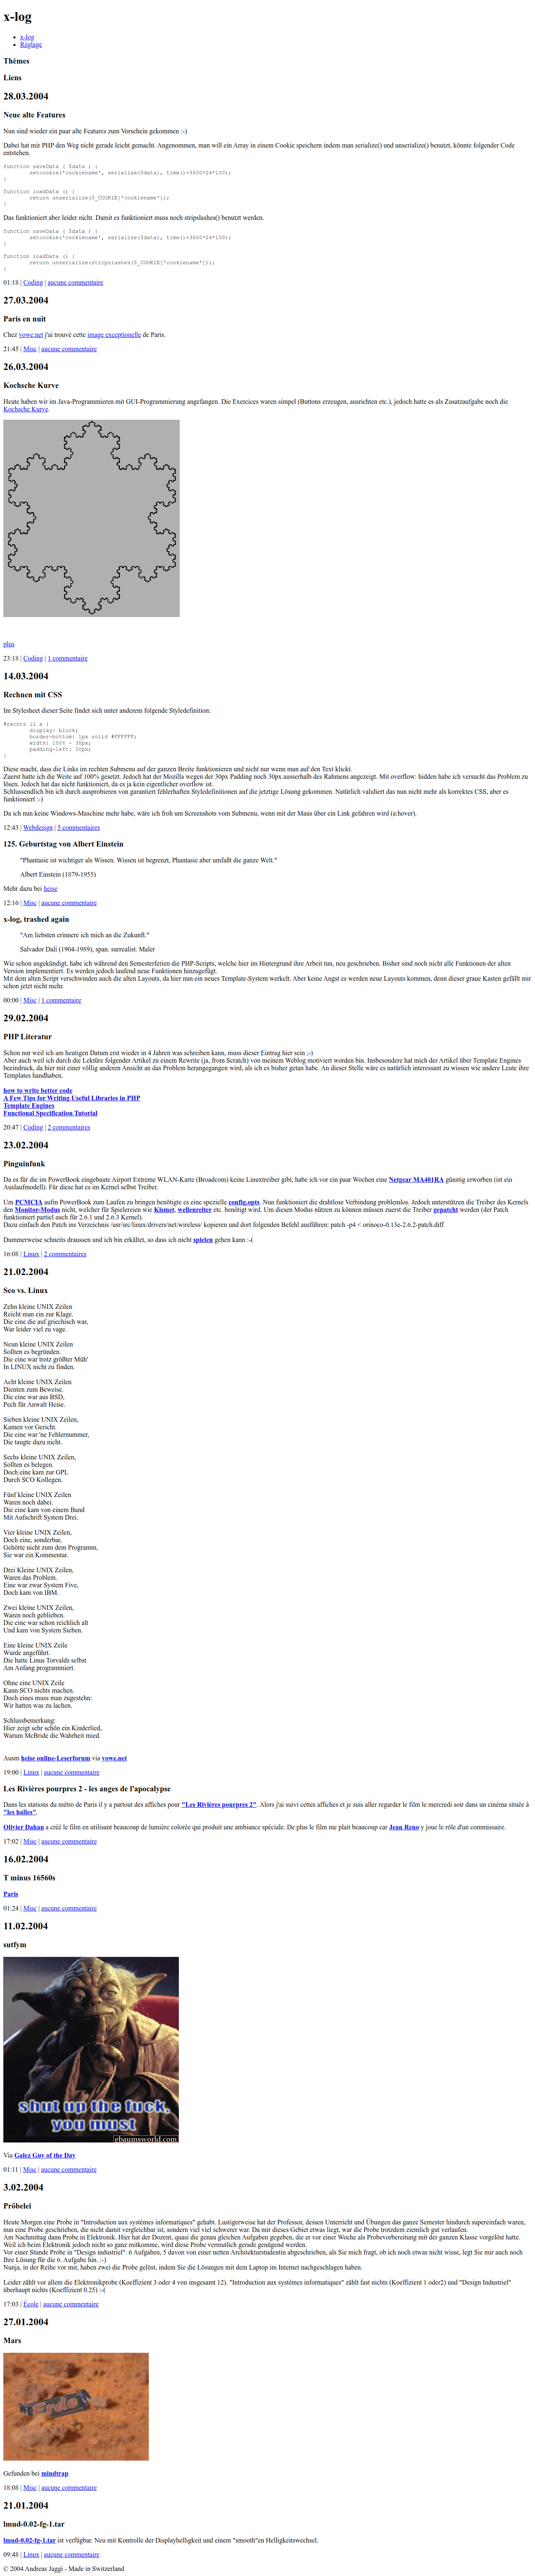 x-log
x-log
Réglage
Thèmes
Liens
28.03.2004
Neue alte Features
Nun sind wieder ein paar alte Features zum Vorschein gekommen :-)
Dabei hat mir PHP den Weg nicht gerade leicht gemacht. Angenommen, man will ein Array in einem Cookie speichern indem man serialize() und unserialize() benutzt, könnte folgender Code
entstehen.
function saveData ( $data ) {
setcookie('cookiename', serialize($data), time()+3600*24*100);
}
function loadData () {
return unserialize($_COOKIE['cookiename']);
}
Das funktioniert aber leider nicht. Damit es funktioniert muss noch stripslashes() benutzt werden.
function saveData ( $data ) {
setcookie('cookiename', serialize($data), time()+3600*24*100);
}
function loadData () {
return unserialize(stripslashes($_COOKIE['cookiename']));
}
01:18 | Coding | aucune commentaire
27.03.2004
Paris en nuit
Chez vowe.net j'ai trouvé cette image exceptionelle de Paris.
21:45 | Misc | aucune commentaire
26.03.2004
Kochsche Kurve
Heute haben wir im Java-Programmieren mit GUI-Programmierung angefangen. Die Exercices waren simpel (Buttons erzeugen, ausrichten etc.), jedoch hatte es als Zusatzaufgabe noch die
Kochsche Kurve.
plus
23:18 | Coding | 1 commentaire
14.03.2004
Rechnen mit CSS
Im Stylesheet dieser Seite findet sich unter anderem folgende Styledefinition:
#rechts li a {
display: block;
border-bottom: 1px solid #FFFFFF;
width: 100% - 30px;
padding-left: 30px;
}
Diese macht, dass die Links im rechten Submenu auf der ganzen Breite funktionieren und nicht nur wenn man auf den Text klickt.
Zuerst hatte ich die Weite auf 100% gesetzt. Jedoch hat der Mozilla wegen der 30px Padding noch 30px ausserhalb des Rahmens angezeigt. Mit overflow: hidden habe ich versucht das Problem zu
lösen. Jedoch hat das nicht funktioniert, da es ja kein eigentlicher overflow ist.
Schlussendlich bin ich durch ausprobieren von garantiert fehlerhaften Styledefinitionen auf die jetztige Lösung gekommen. Natürlich validiert das nun nicht mehr als korrektes CSS, aber es
funktioniert :-)
Da ich nun keine Windows-Maschine mehr habe, wäre ich froh um Screenshots vom Submenu, wenn mit der Maus über ein Link gefahren wird (a:hover).
12:43 | Webdesign | 5 commentaires
125. Geburtstag von Albert Einstein
"Phantasie ist wichtiger als Wissen. Wissen ist begrenzt, Phantasie aber umfaßt die ganze Welt."
Albert Einstein (1879-1955)
Mehr dazu bei heise
12:16 | Misc | aucune commentaire
x-log, trashed again
"Am liebsten erinnere ich mich an die Zukunft."
Salvador Dalí (1904-1989), span. surrealist. Maler
Wie schon angekündigt, habe ich während den Semesterferien die PHP-Scripts, welche hier im Hintergrund ihre Arbeit tun, neu geschrieben. Bisher sind noch nicht alle Funktionen der alten
Version implementiert. Es werden jedoch laufend neue Funktionen hinzugefügt.
Mit dem alten Script verschwinden auch die alten Layouts, da hier nun ein neues Template-System werkelt. Aber keine Angst es werden neue Layouts kommen, denn dieser graue Kasten gefällt mir
schon jetzt nicht mehr.
00:00 | Misc | 1 commentaire
29.02.2004
PHP Literatur
Schon nur weil ich am heutigen Datum erst wieder in 4 Jahren was schreiben kann, muss dieser Eintrag hier sein ;-)
Aber auch weil ich durch die Lektüre folgender Artikel zu einem Rewrite (ja, from Scratch) von meinem Weblog motiviert worden bin. Insbesondere hat mich der Artikel über Template Engines
beeindruckt, da hier mit einer völlig anderen Ansicht an das Problem herangegangen wird, als ich es bisher getan habe. An dieser Stelle wäre es natürlich interessant zu wissen wie andere Leute ihre
Templates handhaben.
how to write better code
A Few Tips for Writing Useful Libraries in PHP
Template Engines
Functional Specification Tutorial
20:47 | Coding | 2 commentaires
23.02.2004
Pinguinfunk
Da es für die im PowerBook eingebaute Airport Extreme WLAN-Karte (Broadcom) keine Linuxtreiber gibt, habe ich vor ein paar Wochen eine Netgear MA401RA günstig erworben (ist ein
Auslaufmodell). Für diese hat es im Kernel selbst Treiber.
Um PCMCIA aufm PowerBook zum Laufen zu bringen benötigte es eine spezielle config.opts. Nun funktioniert die drahtlose Verbindung problemlos. Jedoch unterstützen die Treiber des Kernels
den Monitor-Modus nicht, welcher für Spielereien wie Kismet, wellenreiter etc. benötigt wird. Um diesen Modus nützen zu können müssen zuerst die Treiber gepatcht werden (der Patch
funktioniert partiel auch für 2.6.1 und 2.6.3 Kernel).
Dazu einfach den Patch ins Verzeichnis /usr/src/linux/drivers/net/wireless/ kopieren und dort folgenden Befehl ausführen: patch -p4 < orinoco-0.13e-2.6.2-patch.diff
Dummerweise schneits draussen und ich bin erkältet, so dass ich nicht spielen gehen kann :-(
16:08 | Linux | 2 commentaires
21.02.2004
Sco vs. Linux
Zehn kleine UNIX Zeilen
Reicht man ein zur Klage.
Die eine die auf griechisch war,
War leider viel zu vage.
Neun kleine UNIX Zeilen
Sollten es begründen.
Die eine war trotz größter Müh'
In LINUX nicht zu finden.
Acht kleine UNIX Zeilen
Dienten zum Beweise.
Die eine war aus BSD,
Pech für Anwalt Heise.
Sieben kleine UNIX Zeilen,
Kamen vor Gericht.
Die eine war 'ne Fehlernummer,
Die taugte dazu nicht.
Sechs kleine UNIX Zeilen,
Sollten es belegen.
Doch eine kam zur GPL
Durch SCO Kollegen.
Fünf kleine UNIX Zeilen
Waren noch dabei.
Die eine kam von einem Band
Mit Aufschrift System Drei.
Vier kleine UNIX Zeilen,
Doch eine, sonderbar,
Gehörte nicht zum dem Programm,
Sie war ein Kommentar.
Drei Kleine UNIX Zeilen,
Waren das Problem.
Eine war zwar System Five,
Doch kam von IBM.
Zwei kleine UNIX Zeilen,
Waren noch geblieben.
Die eine war schon reichlich alt
Und kam von System Sieben.
Eine kleine UNIX Zeile
Wurde angeführt.
Die hatte Linus Torvalds selbst
Am Anfang programmiert.
Ohne eine UNIX Zeile
Kann SCO nichts machen.
Doch eines muss man zugestehn:
Wir hatten was zu lachen.
Schlussbemerkung:
Hier zeigt sehr schön ein Kinderlied,
Warum McBride die Wahrheit mied.
Ausm heise online-Leserforum via vowe.net
19:00 | Linux | aucune commentaire
Les Rivières pourpres 2 - les anges de l'apocalypse
Dans les stations du métro de Paris il y a partout des affiches pour "Les Rivières pourpres 2". Alors j'ai suivi cettes affiches et je suis aller regarder le film le mercredi soir dans un cinéma située à
"les halles".
Olivier Dahan a créé le film en utilisant beaucoup de lumière colorée qui produit une ambiance spéciale. De plus le film me plait beaucoup car Jean Reno y joue le rôle d'un commissaire.
17:02 | Misc | aucune commentaire
16.02.2004
T minus 16560s
Paris
01:24 | Misc | aucune commentaire
11.02.2004
sutfym
shut up the fuck,
you must
ebaumsworld.com
Via Galez Guy of the Day
01:11 | Misc | aucune commentaire
3.02.2004
Pröbelei
Heute Morgen eine Probe in "Introduction aux systèmes informatiques" gehabt. Lustigerweise hat der Professor, dessen Unterricht und Übungen das ganze Semester hindurch supereinfach waren,
nun eine Probe geschrieben, die nicht damit vergleichbar ist, sondern viel viel schwerer war. Da mir dieses Gebiet etwas liegt, war die Probe trotzdem ziemlich gut verlaufen.
Am Nachmittag dann Probe in Elektronik. Hier hat der Dozent, quasi die genau gleichen Aufgaben gegeben, die er vor einer Woche als Probevorbereitung mit der ganzen Klasse vorgelöst hatte.
Weil ich beim Elektronik jedoch nicht so ganz mitkomme, wird diese Probe vermutlich gerade genügend werden.
Vor einer Stunde Probe in "Design industriel". 6 Aufgaben, 5 davon von einer netten Architekturstudentin abgeschrieben, als Sie mich fragt, ob ich noch etwas nicht wisse, legt Sie mir auch noch
Ihre Lösung für die 6. Aufgabe hin. :-)
Nunja, in der Reihe vor mir, haben zwei die Probe gelöst, indem Sie die Lösungen mit dem Laptop im Internet nachgeschlagen haben.
Leider zählt vor allem die Elektronikprobe (Koeffizient 3 oder 4 von insgesamt 12). "Introduction aux systèmes informatiques" zählt fast nichts (Koeffizient 1 oder2) und "Design Industriel"
überhaupt nichts (Koeffizient 0.25) :-(
17:03 | École | aucune commentaire
27.01.2004
Mars
Gefunden bei mindtrap
18:08 | Misc | aucune commentaire
21.01.2004
lmud-0.02-fg-1.tar
lmud-0.02-fg-1.tar ist verfügbar. Neu mit Kontrolle der Displayhelligkeit und einem "smooth"en Helligkeitswechsel.
09:48 | Linux | aucune commentaire
© 2004 Andreas Jaggi - Made in Switzerland